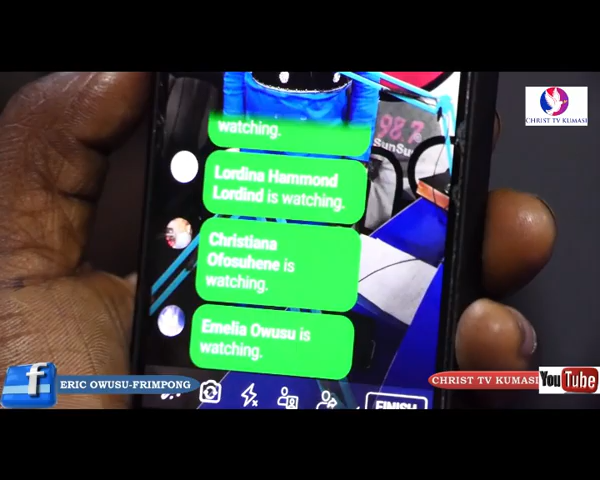 watching.
98.7
SunSu
Lordina Hammond
Lordind is watching.
Christiana
Ofosuhene is
watching.
Emelia Owusu is
watching.
FINISH
CHRIST TV KUMASI
ERIC OWUSU-FRIMPONG
CHRIST TV KUMASI YouTube